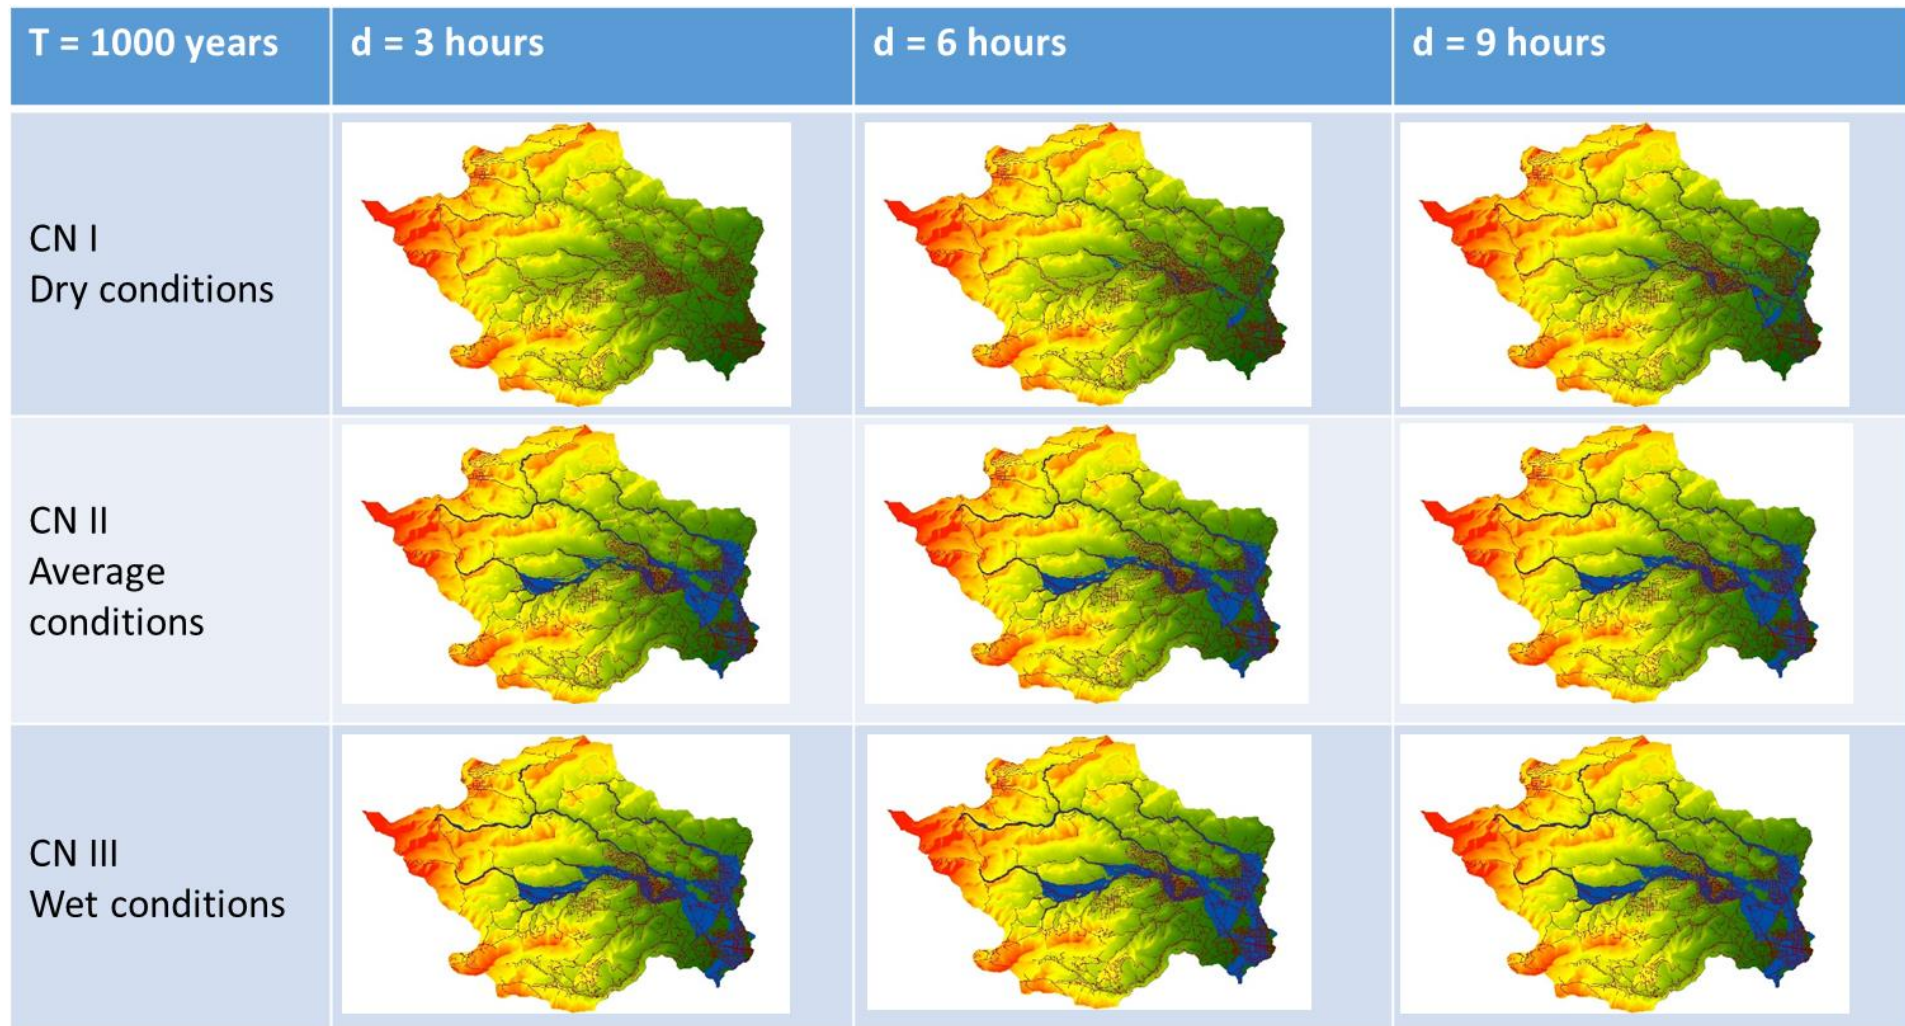 T = 1000 years
d = 3 hours
d = 6 hours
d = 9 hours
CN I
Dry conditions
CN II
Average
conditions
CN III
Wet conditions